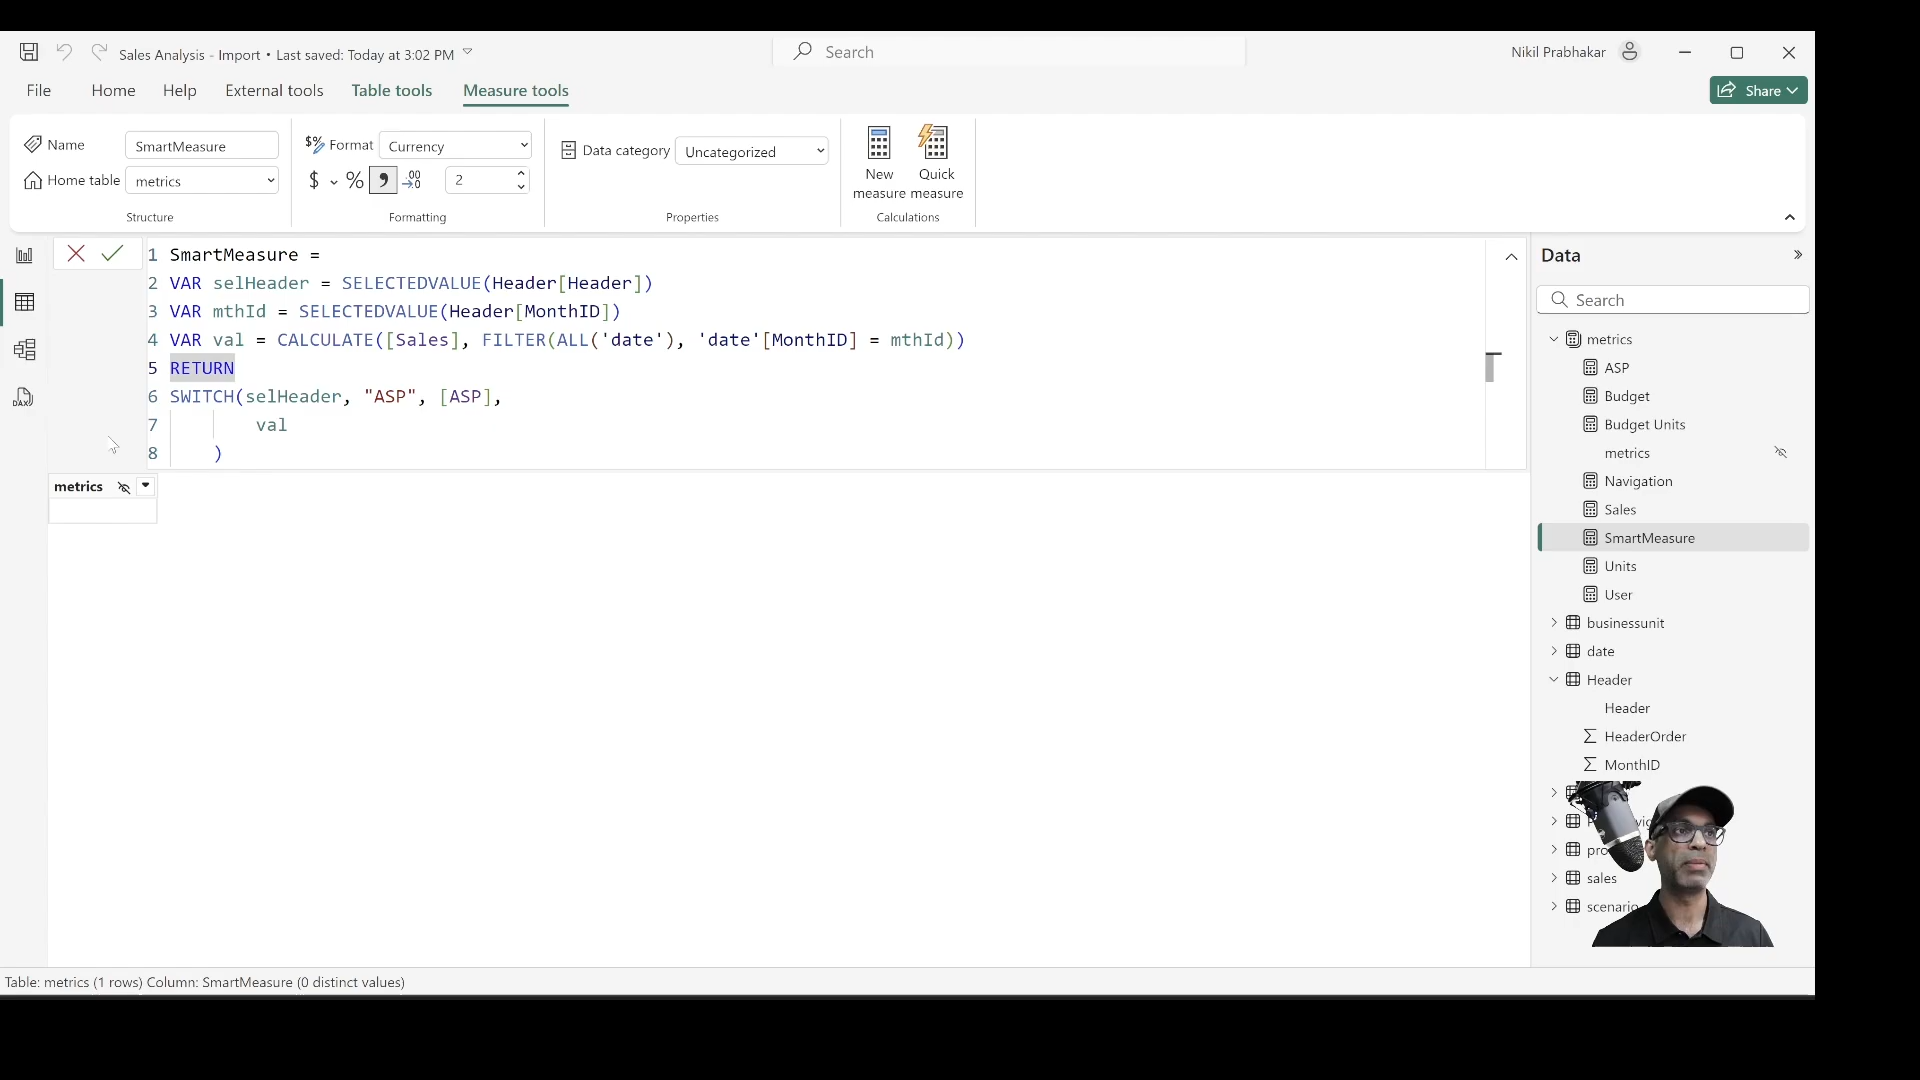 Sales Analysis - Import • Last saved: Today at 3:02 PM
Search
Nikil Prabhakar
File Home Help External tools Table tools Measure tools
Share
Name SmartMeasure
Home table metrics
Structure
$% Format Currency
$ % , .00 →0 2
Formatting
Data category Uncategorized
Properties
New measure
Quick measure
Calculations
1 SmartMeasure =
2 VAR selHeader = SELECTEDVALUE(Header[Header])
3 VAR mthId = SELECTEDVALUE(Header[MonthID])
4 VAR val = CALCULATE([Sales], FILTER(ALL('date'), 'date'[MonthID] = mthId))
5 RETURN
6 SWITCH(selHeader, "ASP", [ASP],
7 val
8 )
DAX
metrics
Data
Search
metrics
ASP
Budget
Budget Units
metrics
Navigation
Sales
SmartMeasure
Units
User
businessunit
date
Header
Header
HeaderOrder
MonthID
sales
Table: metrics (1 rows) Column: SmartMeasure (0 distinct values)